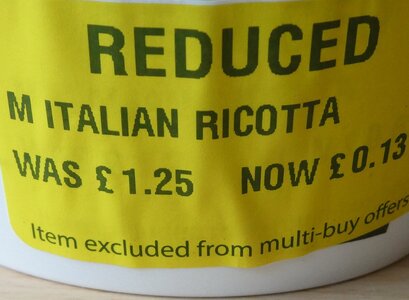 REDUCED
M ITALIAN RICOTTA
WAS £1.25 NOW £0.13
Item excluded from multi-buy offers